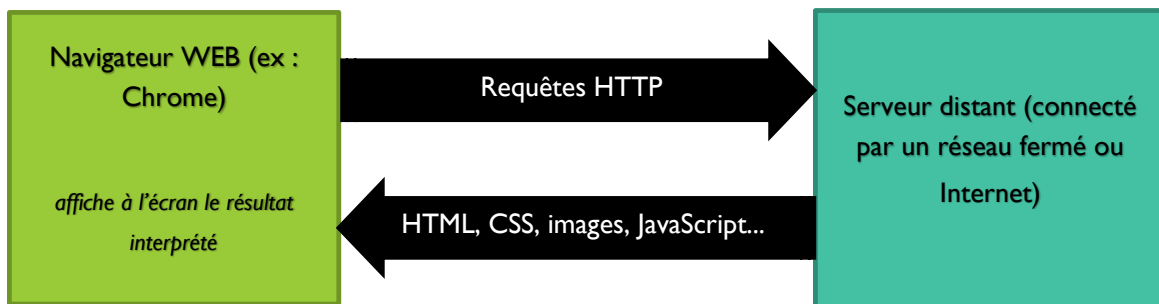 Navigateur WEB (ex :
Chrome)
affiche à l’écran le résultat
interprété
Requêtes HTTP
HTML, CSS, images, JavaScript...
Serveur distant (connecté
par un réseau fermé ou
Internet)